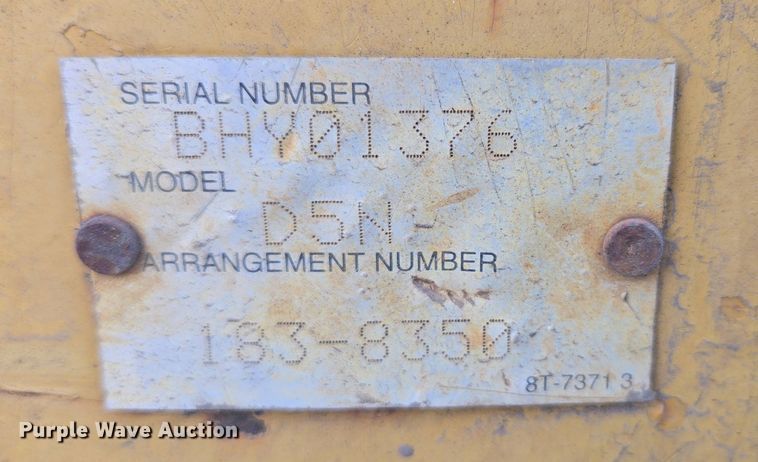 SERIAL NUMBER
BHY01376
MODEL
D5N-
ARRANGEMENT NUMBER
183-8350
8T-7371 3
Purple Wave Auction